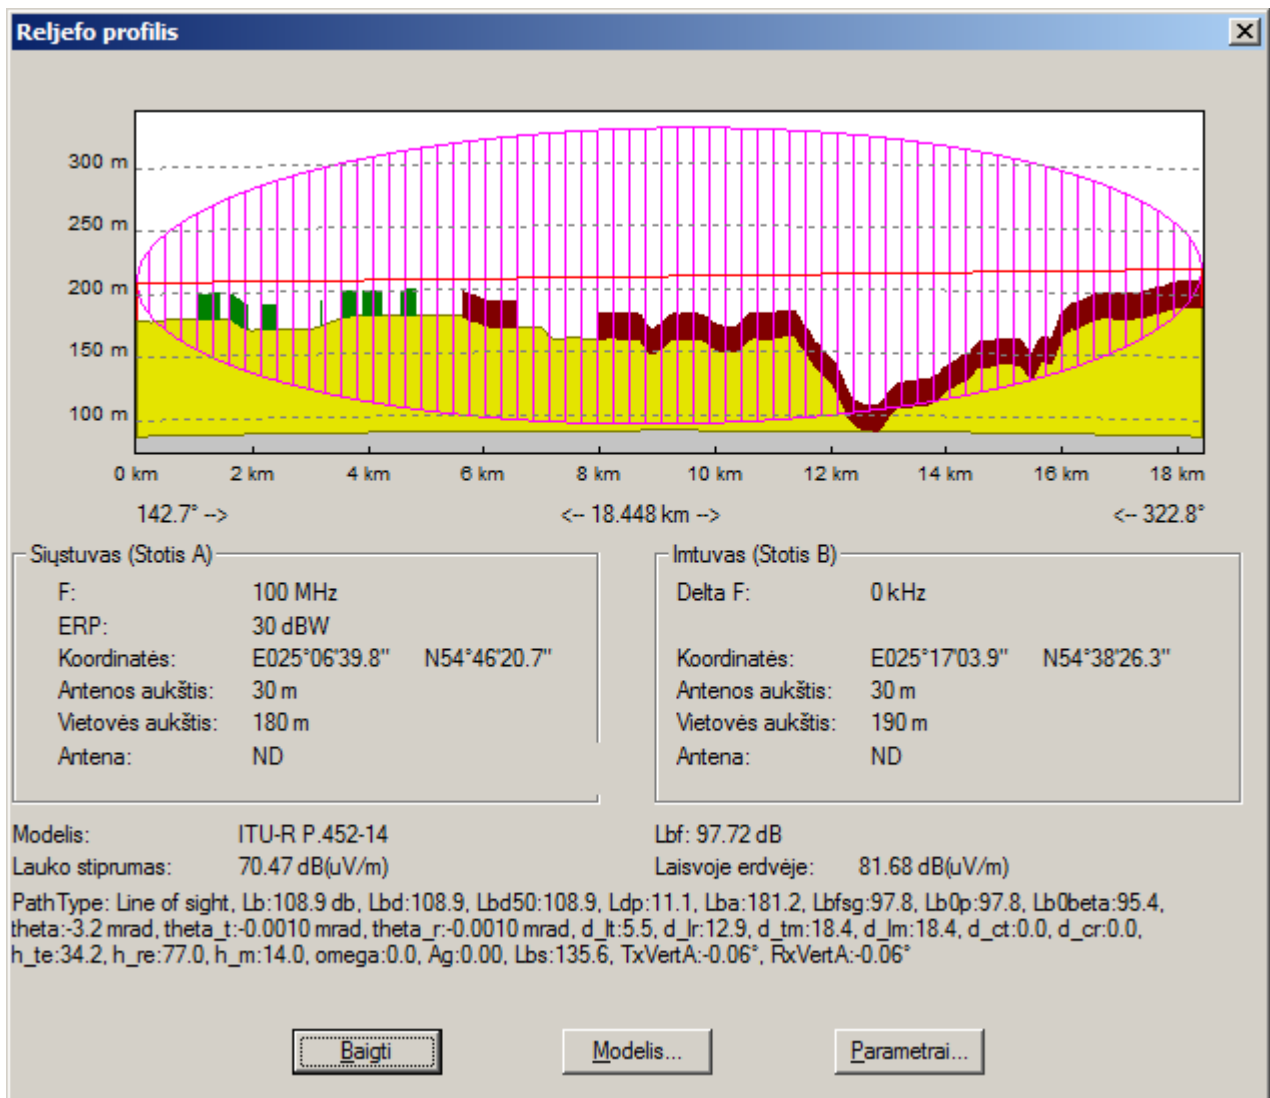 Reljefo profilis
300 m
250 m
200 m
150 m
100 m
0 km 2 km 4 km 6 km 8 km 10 km 12 km 14 km 16 km 18 km
142.7° --> <-- 18.448 km --> <-- 322.8°
Siųstuvas (Stotis A)
F: 100 MHz
ERP: 30 dBW
Koordinatės: E025°06'39.8" N54°46'20.7"
Antenos aukštis: 30 m
Vietovės aukštis: 180 m
Antena: ND
Imtuvas (Stotis B)
Delta F: 0 kHz
Koordinatės: E025°17'03.9" N54°38'26.3"
Antenos aukštis: 30 m
Vietovės aukštis: 190 m
Antena: ND
Modelis: ITU-R P.452-14 Lbf: 97.72 dB
Lauko stiprumas: 70.47 dB(uV/m) Laisvoje erdvėje: 81.68 dB(uV/m)
PathType: Line of sight, Lb:108.9 db, Lbd:108.9, Lbd50:108.9, Ldp:11.1, Lba:181.2, Lbfsg:97.8, Lb0p:97.8, Lb0beta:95.4,
theta:-3.2 mrad, theta_t:-0.0010 mrad, theta_r:-0.0010 mrad, d_lt:5.5, d_lr:12.9, d_tm:18.4, d_lm:18.4, d_ct:0.0, d_cr:0.0,
h_te:34.2, h_re:77.0, h_m:14.0, omega:0.0, Ag:0.00, Lbs:135.6, TxVertA:-0.06°, RxVertA:-0.06°
Baigti Modelis... Parametrai...